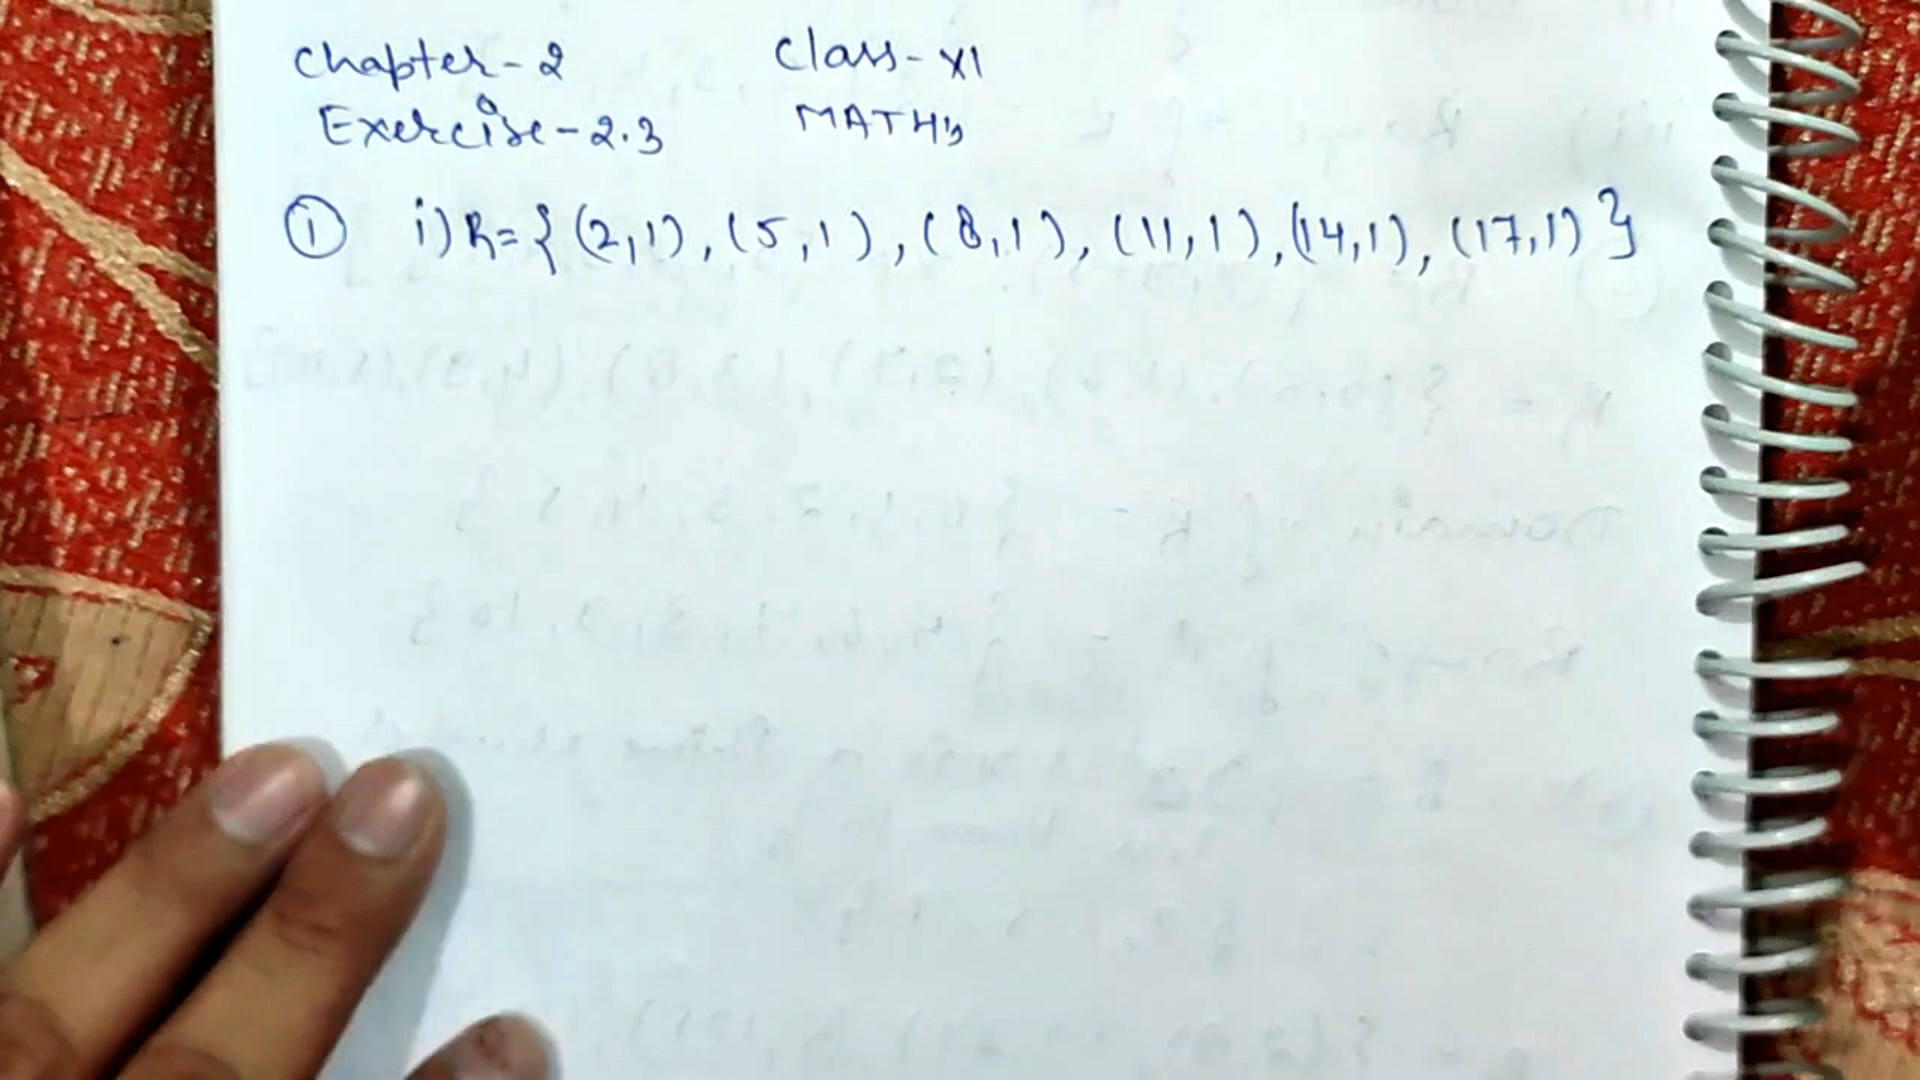 Chapter-2 Class-XI
Exercise-2.3 MATHs
① i) R= {(2,1), (5,1), (8,1), (11,1), (14,1), (17,1)}